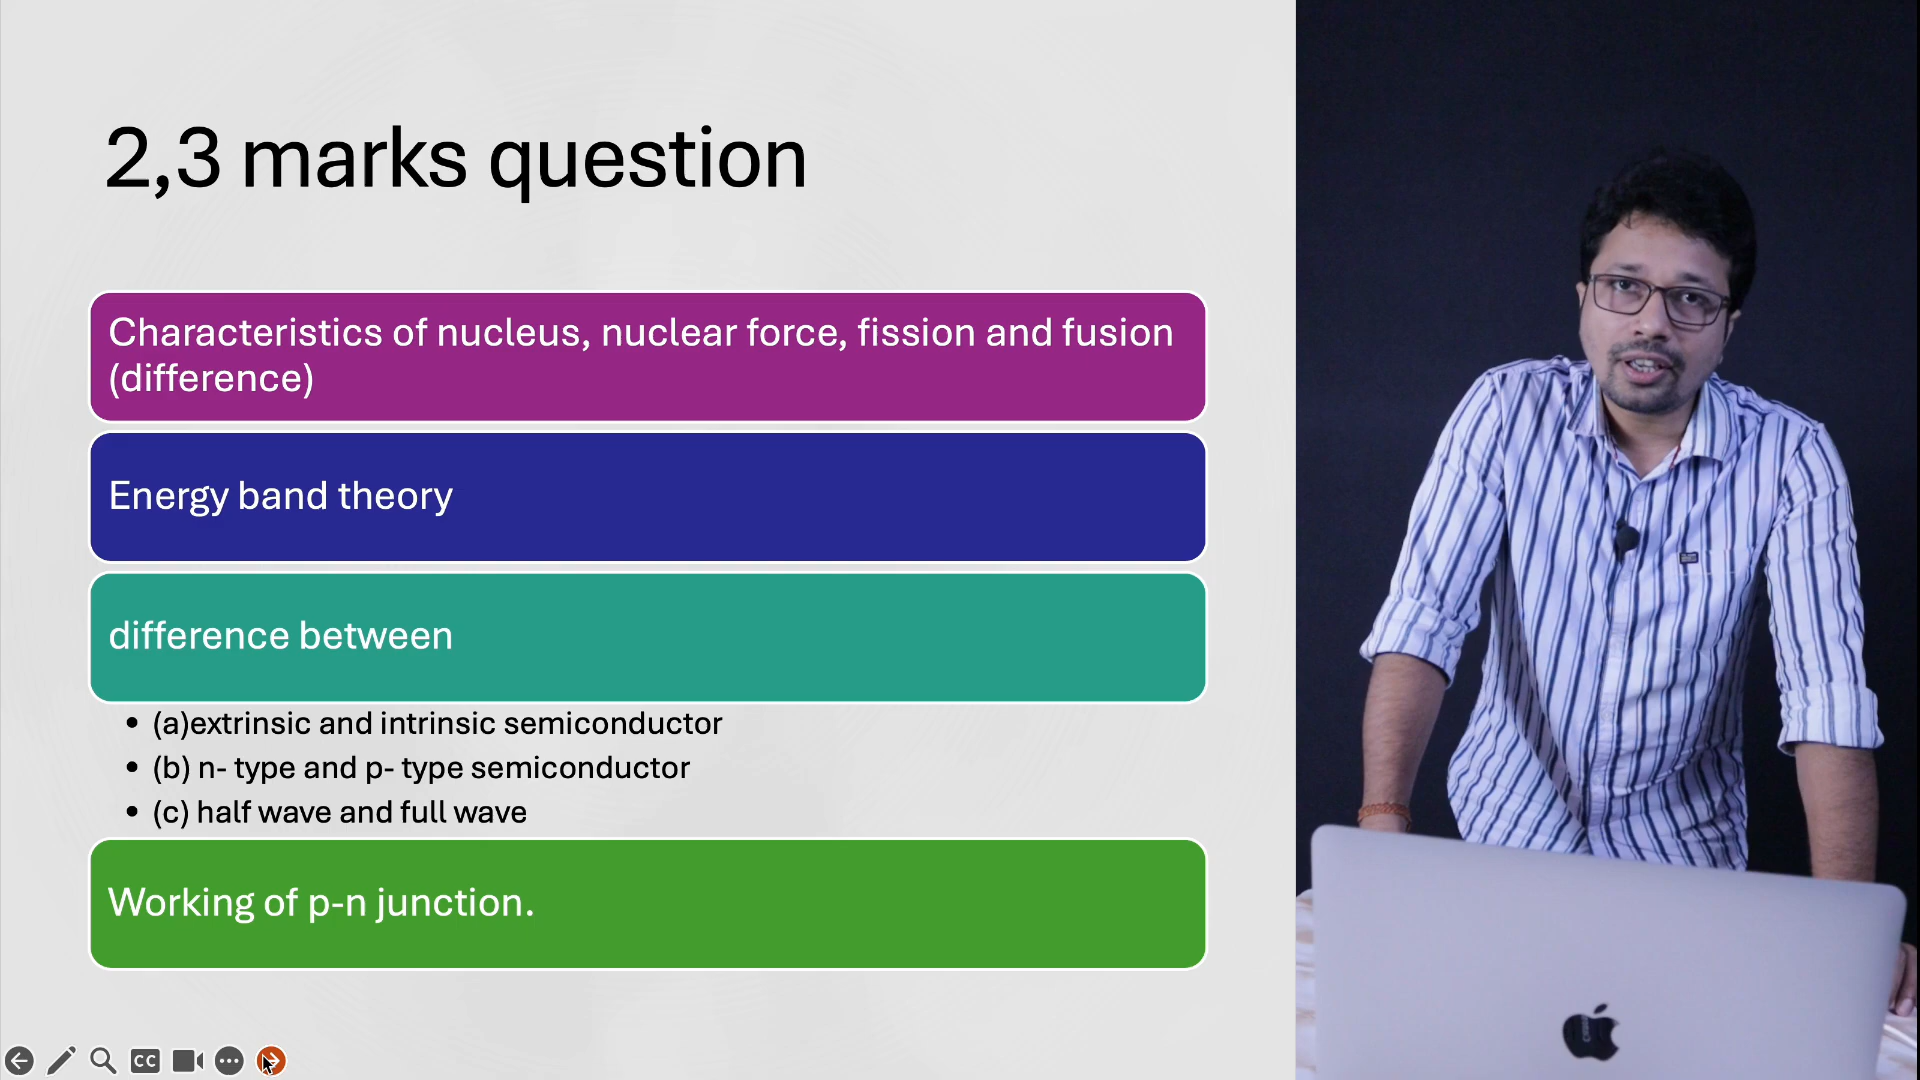 2,3 marks question
Characteristics of nucleus, nuclear force, fission and fusion
(difference)
Energy band theory
difference between
• (a)extrinsic and intrinsic semiconductor
• (b) n- type and p- type semiconductor
• (c) half wave and full wave
Working of p-n junction.
CC